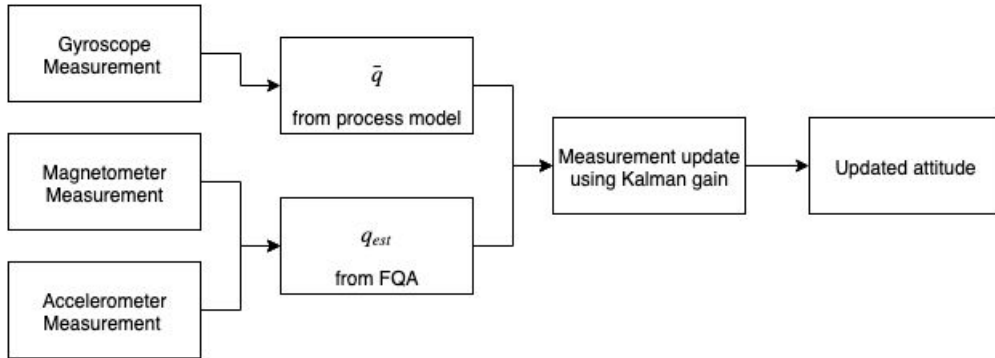 Gyroscope
Measurement
q̄
from process model
Magnetometer
Measurement
Measurement update
using Kalman gain
Updated attitude
q_est
from FQA
Accelerometer
Measurement